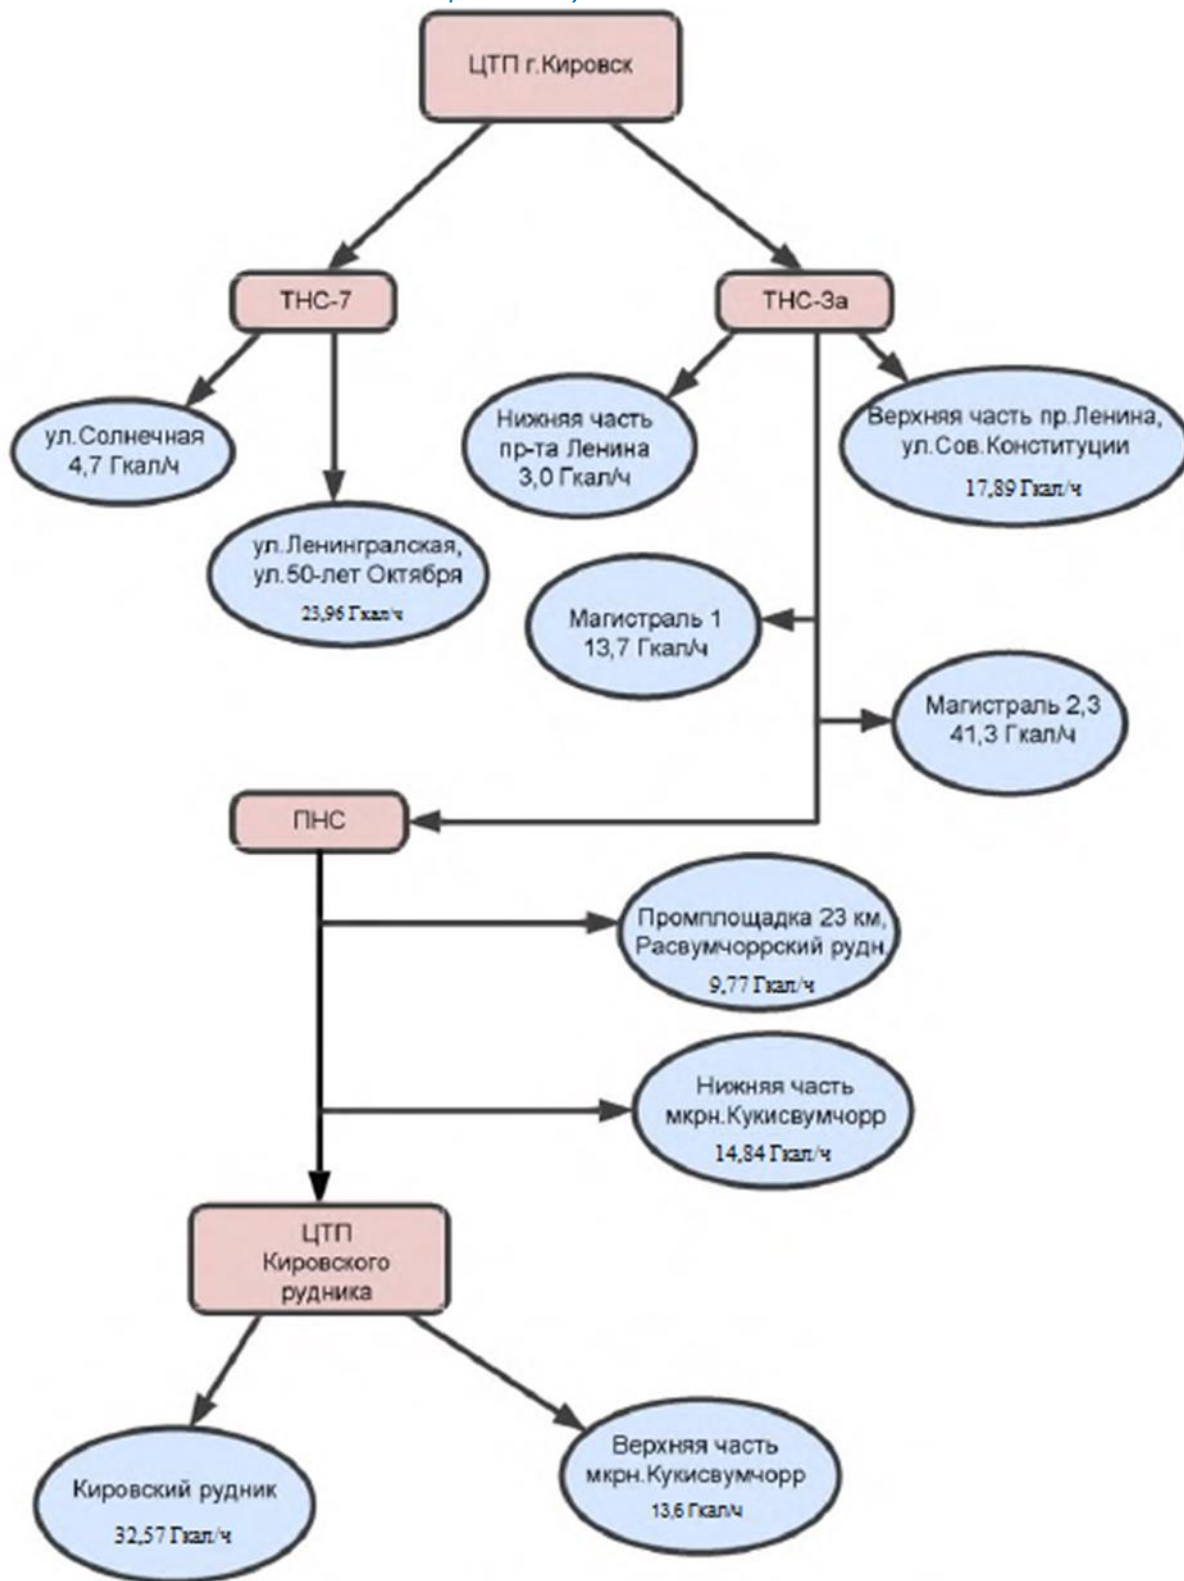 ЦТП г.Кировск
ТНС-7
ТНС-3а
ул.Солнечная
4,7 Гкал/ч
Нижняя часть
пр-та Ленина
3,0 Гкал/ч
Верхняя часть пр.Ленина,
ул.Сов.Конституции
17,89 Гкал/ч
ул.Ленингралская,
ул.50-лет Октября
23,96 Гкал/ч
Магистраль 1
13,7 Гкал/ч
Магистраль 2,3
41,3 Гкал/ч
ПНС
Промплощадка 23 км,
Расвумчоррский рудн.
9,77 Гкал/ч
Нижняя часть
мкрн.Кукисвумчорр
14,84 Гкал/ч
ЦТП
Кировского
рудника
Кировский рудник
32,57 Гкал/ч
Верхняя часть
мкрн.Кукисвумчорр
13,6 Гкал/ч